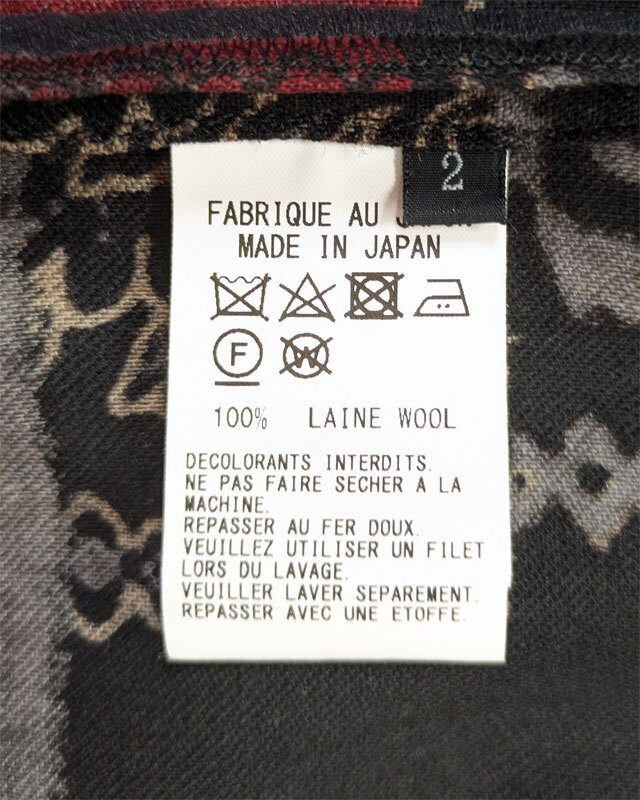 2
FABRIQUE AU
MADE IN JAPAN
F
W
100% LAINE WOOL
DECOLORANTS INTERDITS.
NE PAS FAIRE SECHER A LA
MACHINE.
REPASSER AU FER DOUX.
VEUILLEZ UTILISER UN FILET
LORS DU LAVAGE.
VEUILLER LAVER SEPAREMENT.
REPASSER AVEC UNE ETOFFE.